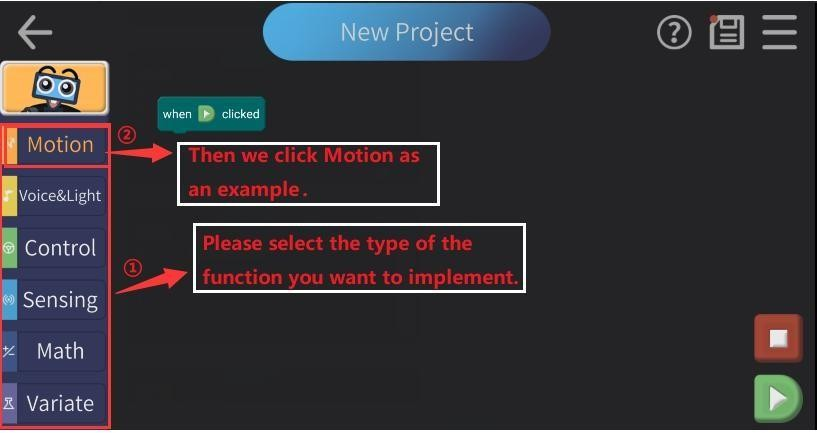 New Project
?
when clicked
Motion
②
Then we click Motion as
an example.
Voice&Light
Please select the type of the
function you want to implement.
Control
①
Sensing
Math
Variate